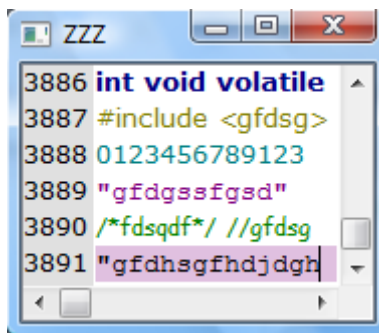 ZZZ
3886 int void volatile
3887 #include <gfdsg>
3888 0123456789123
3889 "gfdgssfgsd"
3890 /*fdsqdf*/ //gfdsg
3891 "gfdhsgfhdjdgh